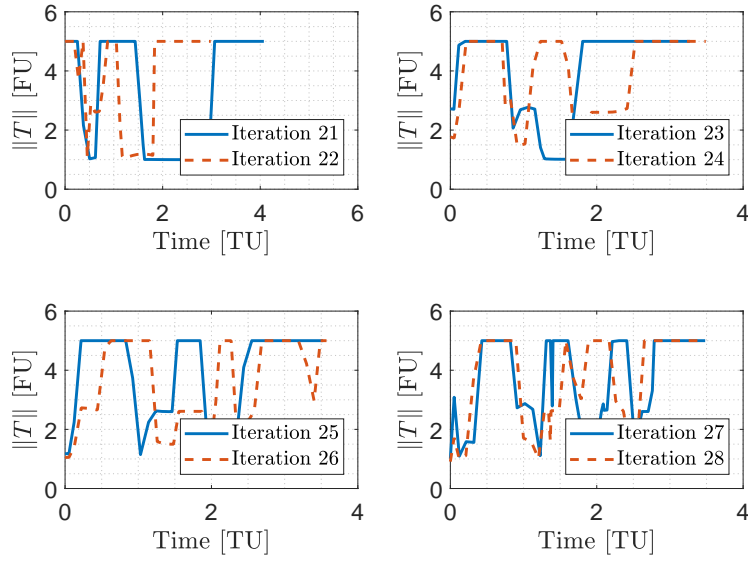 6
4
2
0
‖T‖ [FU]
Iteration 21
Iteration 22
0 2 4 6
Time [TU]
6
4
2
0
‖T‖ [FU]
Iteration 23
Iteration 24
0 2 4
Time [TU]
6
4
2
0
‖T‖ [FU]
Iteration 25
Iteration 26
0 2 4
Time [TU]
6
4
2
0
‖T‖ [FU]
Iteration 27
Iteration 28
0 2 4
Time [TU]